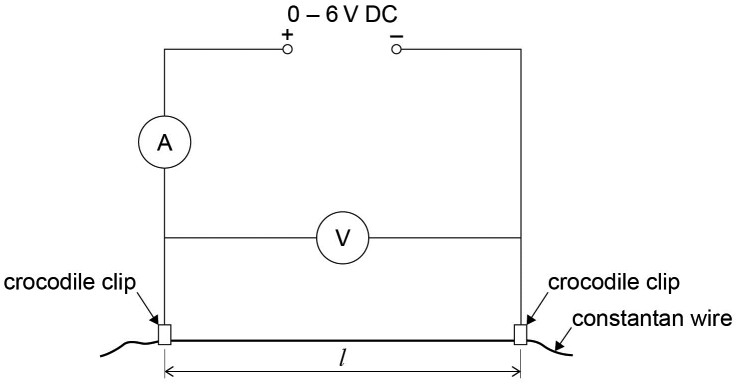 0 – 6 V DC
+ –
A
V
crocodile clip
crocodile clip
constantan wire
l